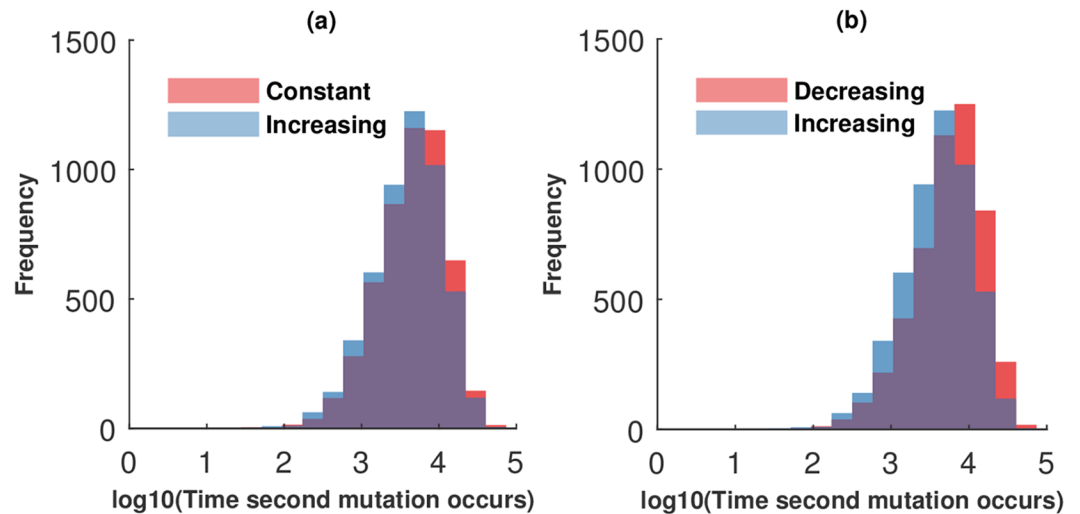 (a)
1500
1000
500
0
Frequency
Constant
Increasing
0 1 2 3 4 5
log10(Time second mutation occurs)
(b)
1500
1000
500
0
Frequency
Decreasing
Increasing
0 1 2 3 4 5
log10(Time second mutation occurs)